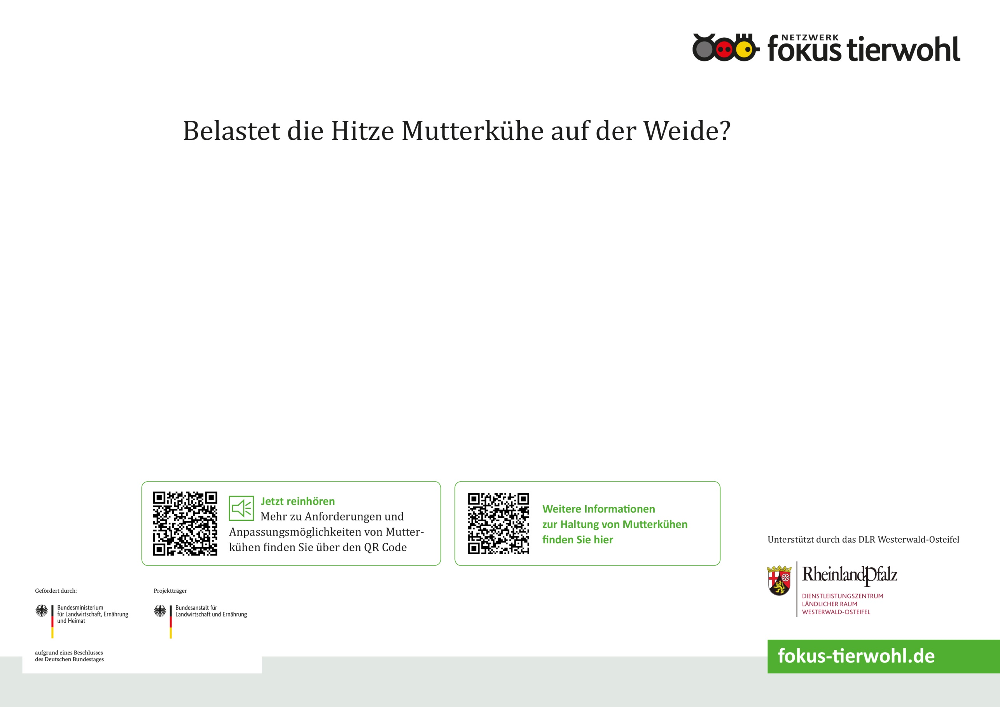 NETZWERK
fokus tierwohl
Belastet die Hitze Mutterkühe auf der Weide?
Jetzt reinhören
Mehr zu Anforderungen und
Anpassungsmöglichkeiten von Mutter-
kühen finden Sie über den QR Code
Weitere Informationen
zur Haltung von Mutterkühen
finden Sie hier
Unterstützt durch das DLR Westerwald-Osteifel
RheinlandPfalz
DIENSTLEISTUNGSZENTRUM
LÄNDLICHER RAUM
WESTERWALD-OSTEIFEL
Gefördert durch:
Bundesministerium
für Landwirtschaft, Ernährung
und Heimat
aufgrund eines Beschlusses
des Deutschen Bundestages
Projektträger
Bundesanstalt für
Landwirtschaft und Ernährung
fokus-tierwohl.de